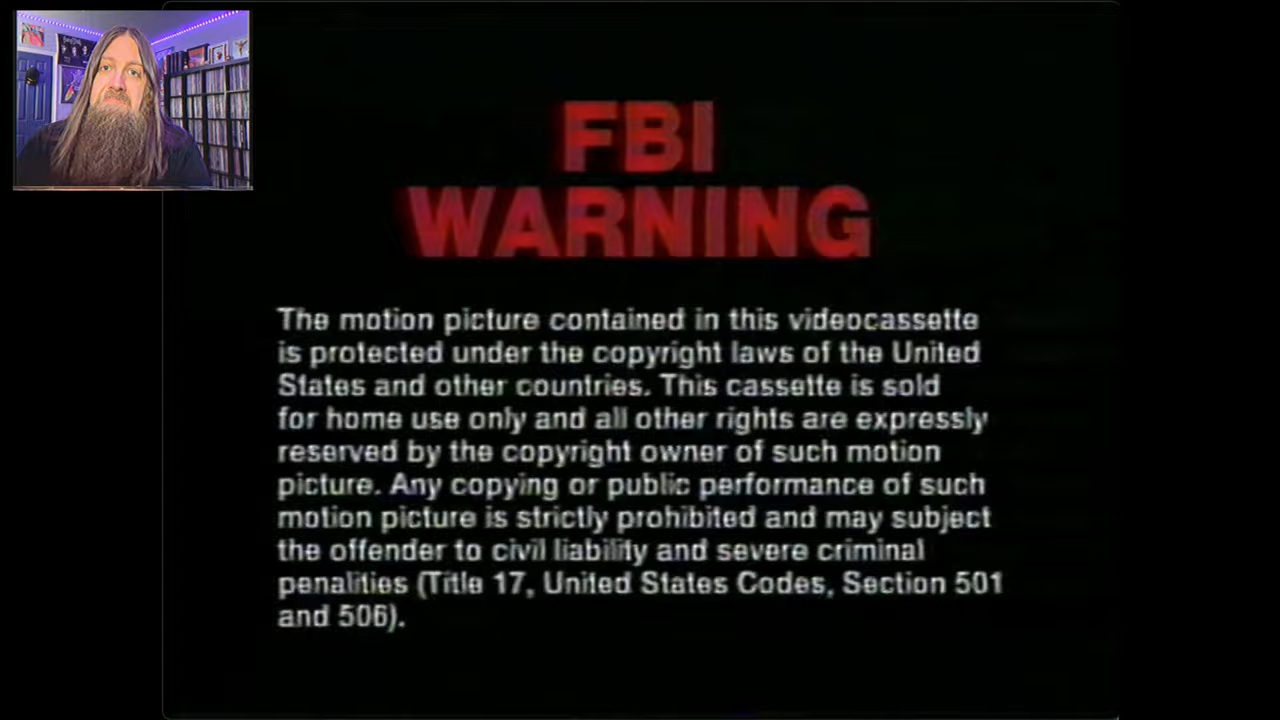 FBI
WARNING
The motion picture contained in this videocassette
is protected under the copyright laws of the United
States and other countries. This cassette is sold
for home use only and all other rights are expressly
reserved by the copyright owner of such motion
picture. Any copying or public performance of such
motion picture is strictly prohibited and may subject
the offender to civil liability and severe criminal
penalities (Title 17, United States Codes, Section 501
and 506).